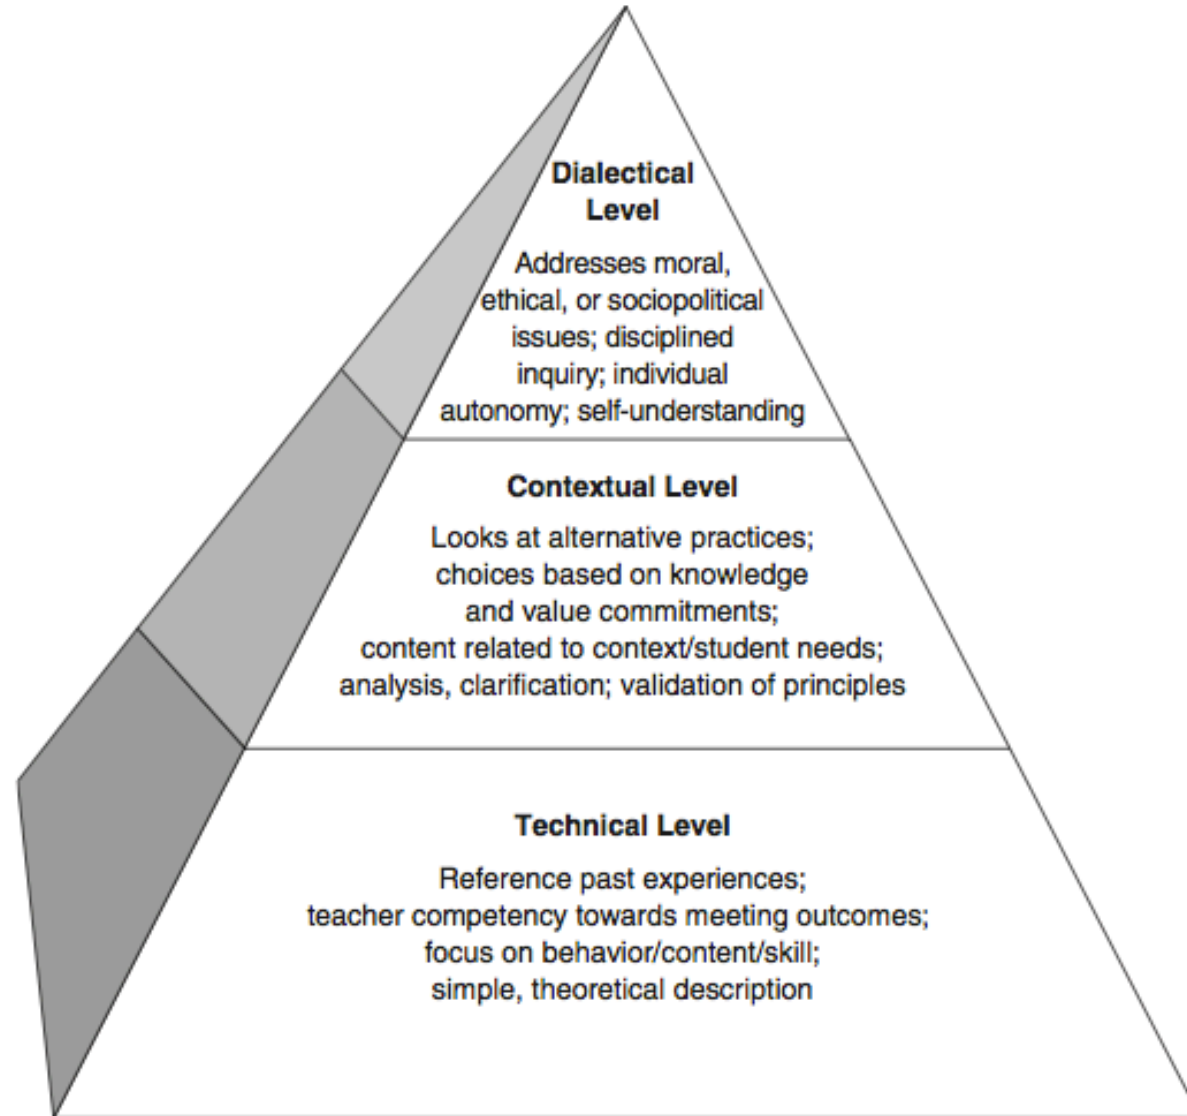 Dialectical
Level
Addresses moral,
ethical, or sociopolitical
issues; disciplined
inquiry; individual
autonomy; self-understanding
Contextual Level
Looks at alternative practices;
choices based on knowledge
and value commitments;
content related to context/student needs;
analysis, clarification; validation of principles
Technical Level
Reference past experiences;
teacher competency towards meeting outcomes;
focus on behavior/content/skill;
simple, theoretical description